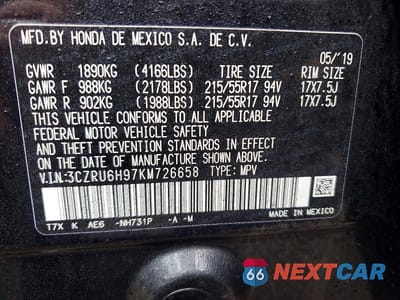 MFD. BY HONDA DE MEXICO S.A. DE C.V.
05/'19
GVWR 1890KG (4166LBS) TIRE SIZE RIM SIZE
GAWR F 988KG (2178LBS) 215/55R17 94V 17X7.5J
GAWR R 902KG (1988LBS) 215/55R17 94V 17X7.5J
THIS VEHICLE CONFORMS TO ALL APPLICABLE
FEDERAL MOTOR VEHICLE SAFETY, BUMPER, AND
THEFT PREVENTION STANDARDS IN EFFECT ON THE
DATE OF MANUFACTURE SHOWN ABOVE.
V.I.N:3CZRU6H97KM726658 TYPE: MPV
T7X K AE6 -NH731P -A -M
MADE IN MEXICO
66 NEXTCAR